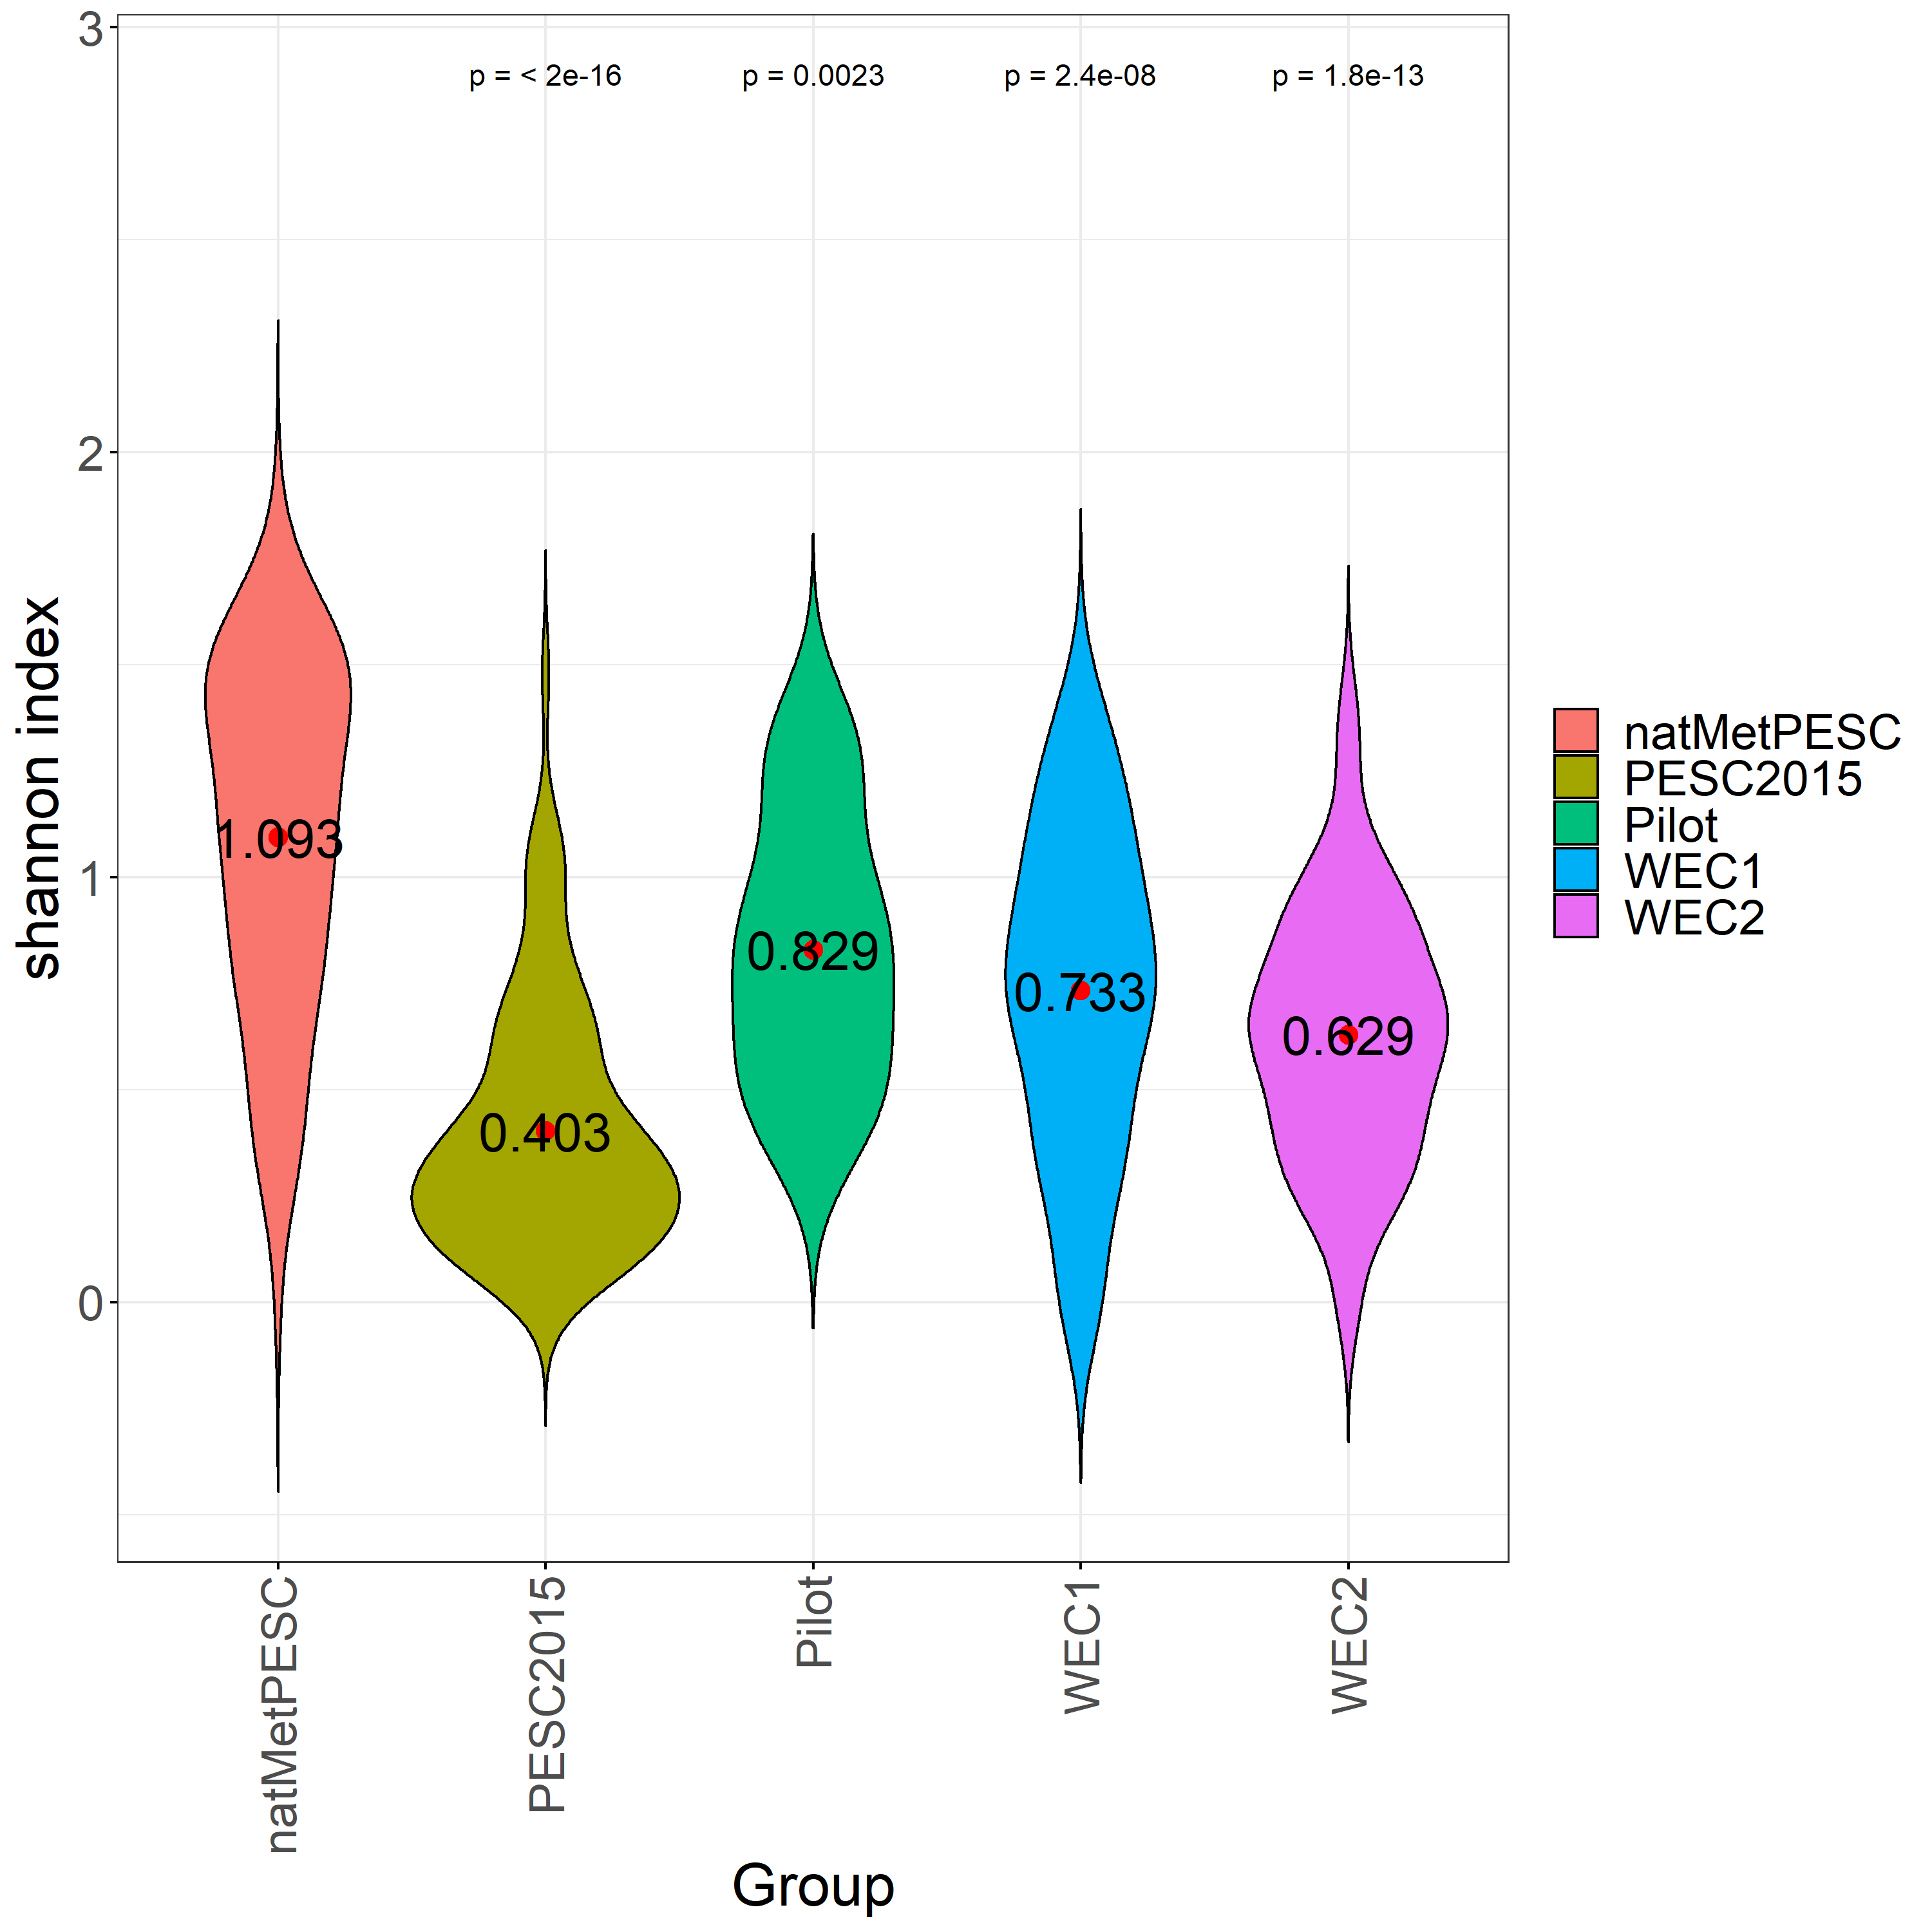 3
p = < 2e-16
p = 0.0023
p = 2.4e-08
p = 1.8e-13
2
1
0
shannon index
1.093
0.403
0.829
0.733
0.629
natMetPESC
PESC2015
Pilot
WEC1
WEC2
Group
natMetPESC
PESC2015
Pilot
WEC1
WEC2